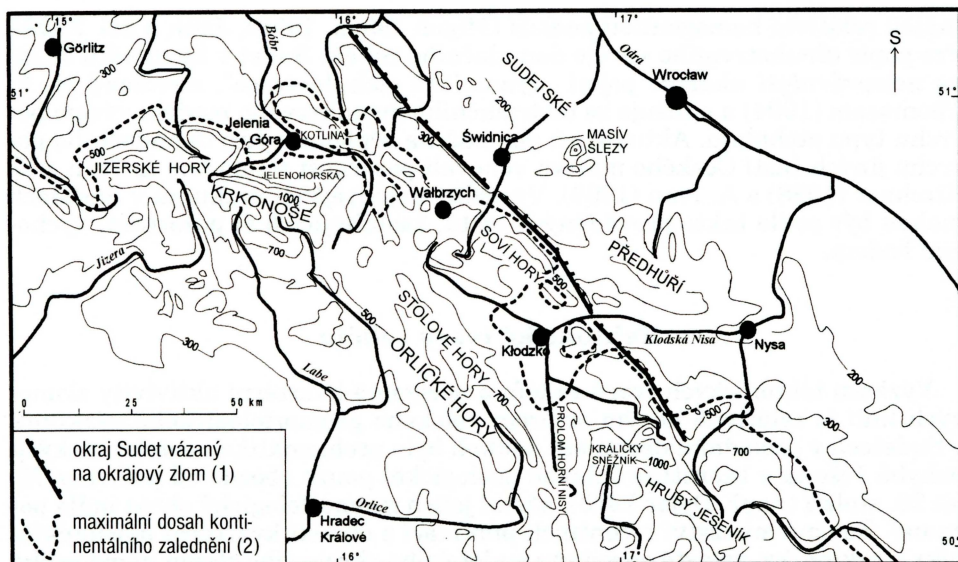 15
16
17
Görlitz
Bóbr
Odra
S
300
SUDETSKÉ
Wrocław
51
200
51
Jelenia
Góra
KOTLINA
300
Świdnica
MASÍV
ŚLĘZY
500
JIZERSKÉ HORY
JELENOHORSKÁ
1000
KRKONOŠE
Wałbrzych
700
SOVÍ HORY
500
PŘEDHŮŘÍ
Jizera
500
STOLOVÉ HORY
Kłodzko
Klodská Nisa
Nysa
Labe
ORLICKÉ HORY
700
200
0 25 50 km
PROLOM HORNÍ NISY
500
300
KRÁLICKÝ
SNĚŽNÍK
1000
700
HRUBÝ JESENÍK
okraj Sudet vázaný
na okrajový zlom (1)
maximální dosah konti-
nentálního zalednění (2)
Hradec
Králové
Orlice
16
17
50